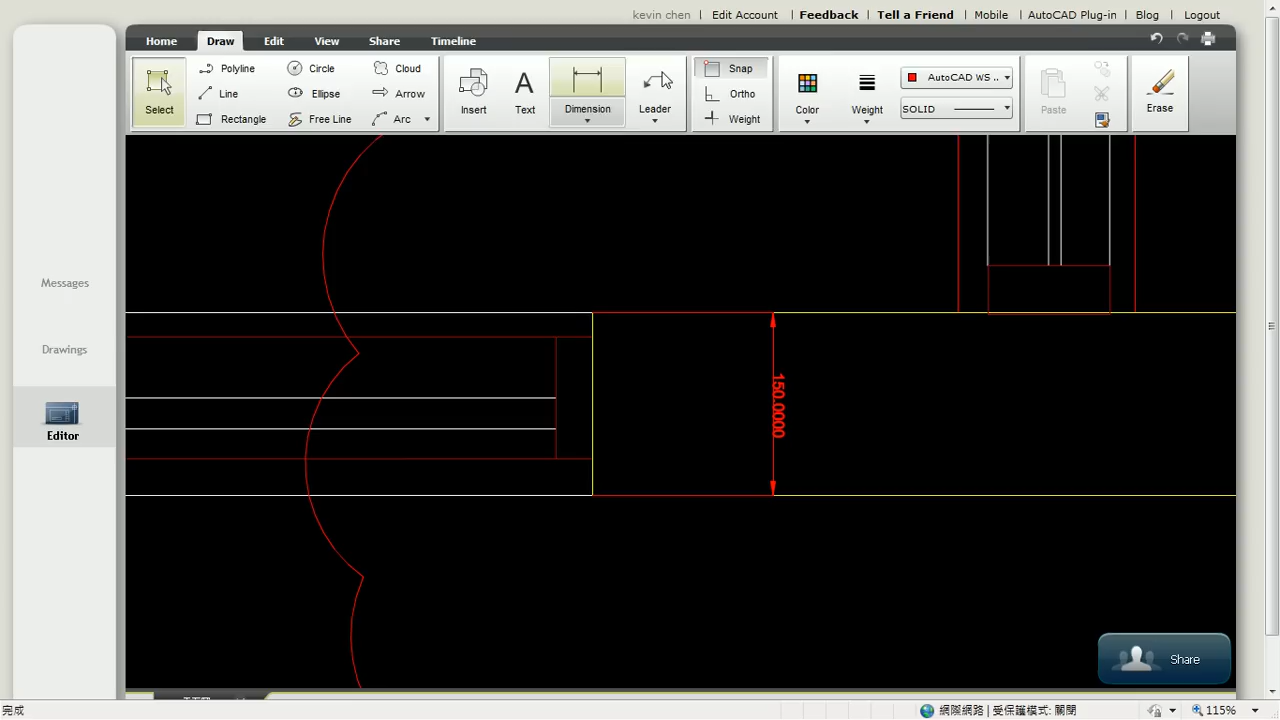 kevin chen Edit Account Feedback Tell a Friend Mobile AutoCAD Plug-in Blog Logout
Home Draw Edit View Share Timeline
Select
Polyline
Line
Rectangle
Circle
Ellipse
Free Line
Cloud
Arrow
Arc
Insert
Text
Dimension
Leader
Snap
Ortho
Weight
Color
Weight
AutoCAD WS ..
SOLID
Paste
Erase
Messages
Drawings
Editor
150.0000
Share
完成
網際網路 | 受保護模式: 關閉
115%